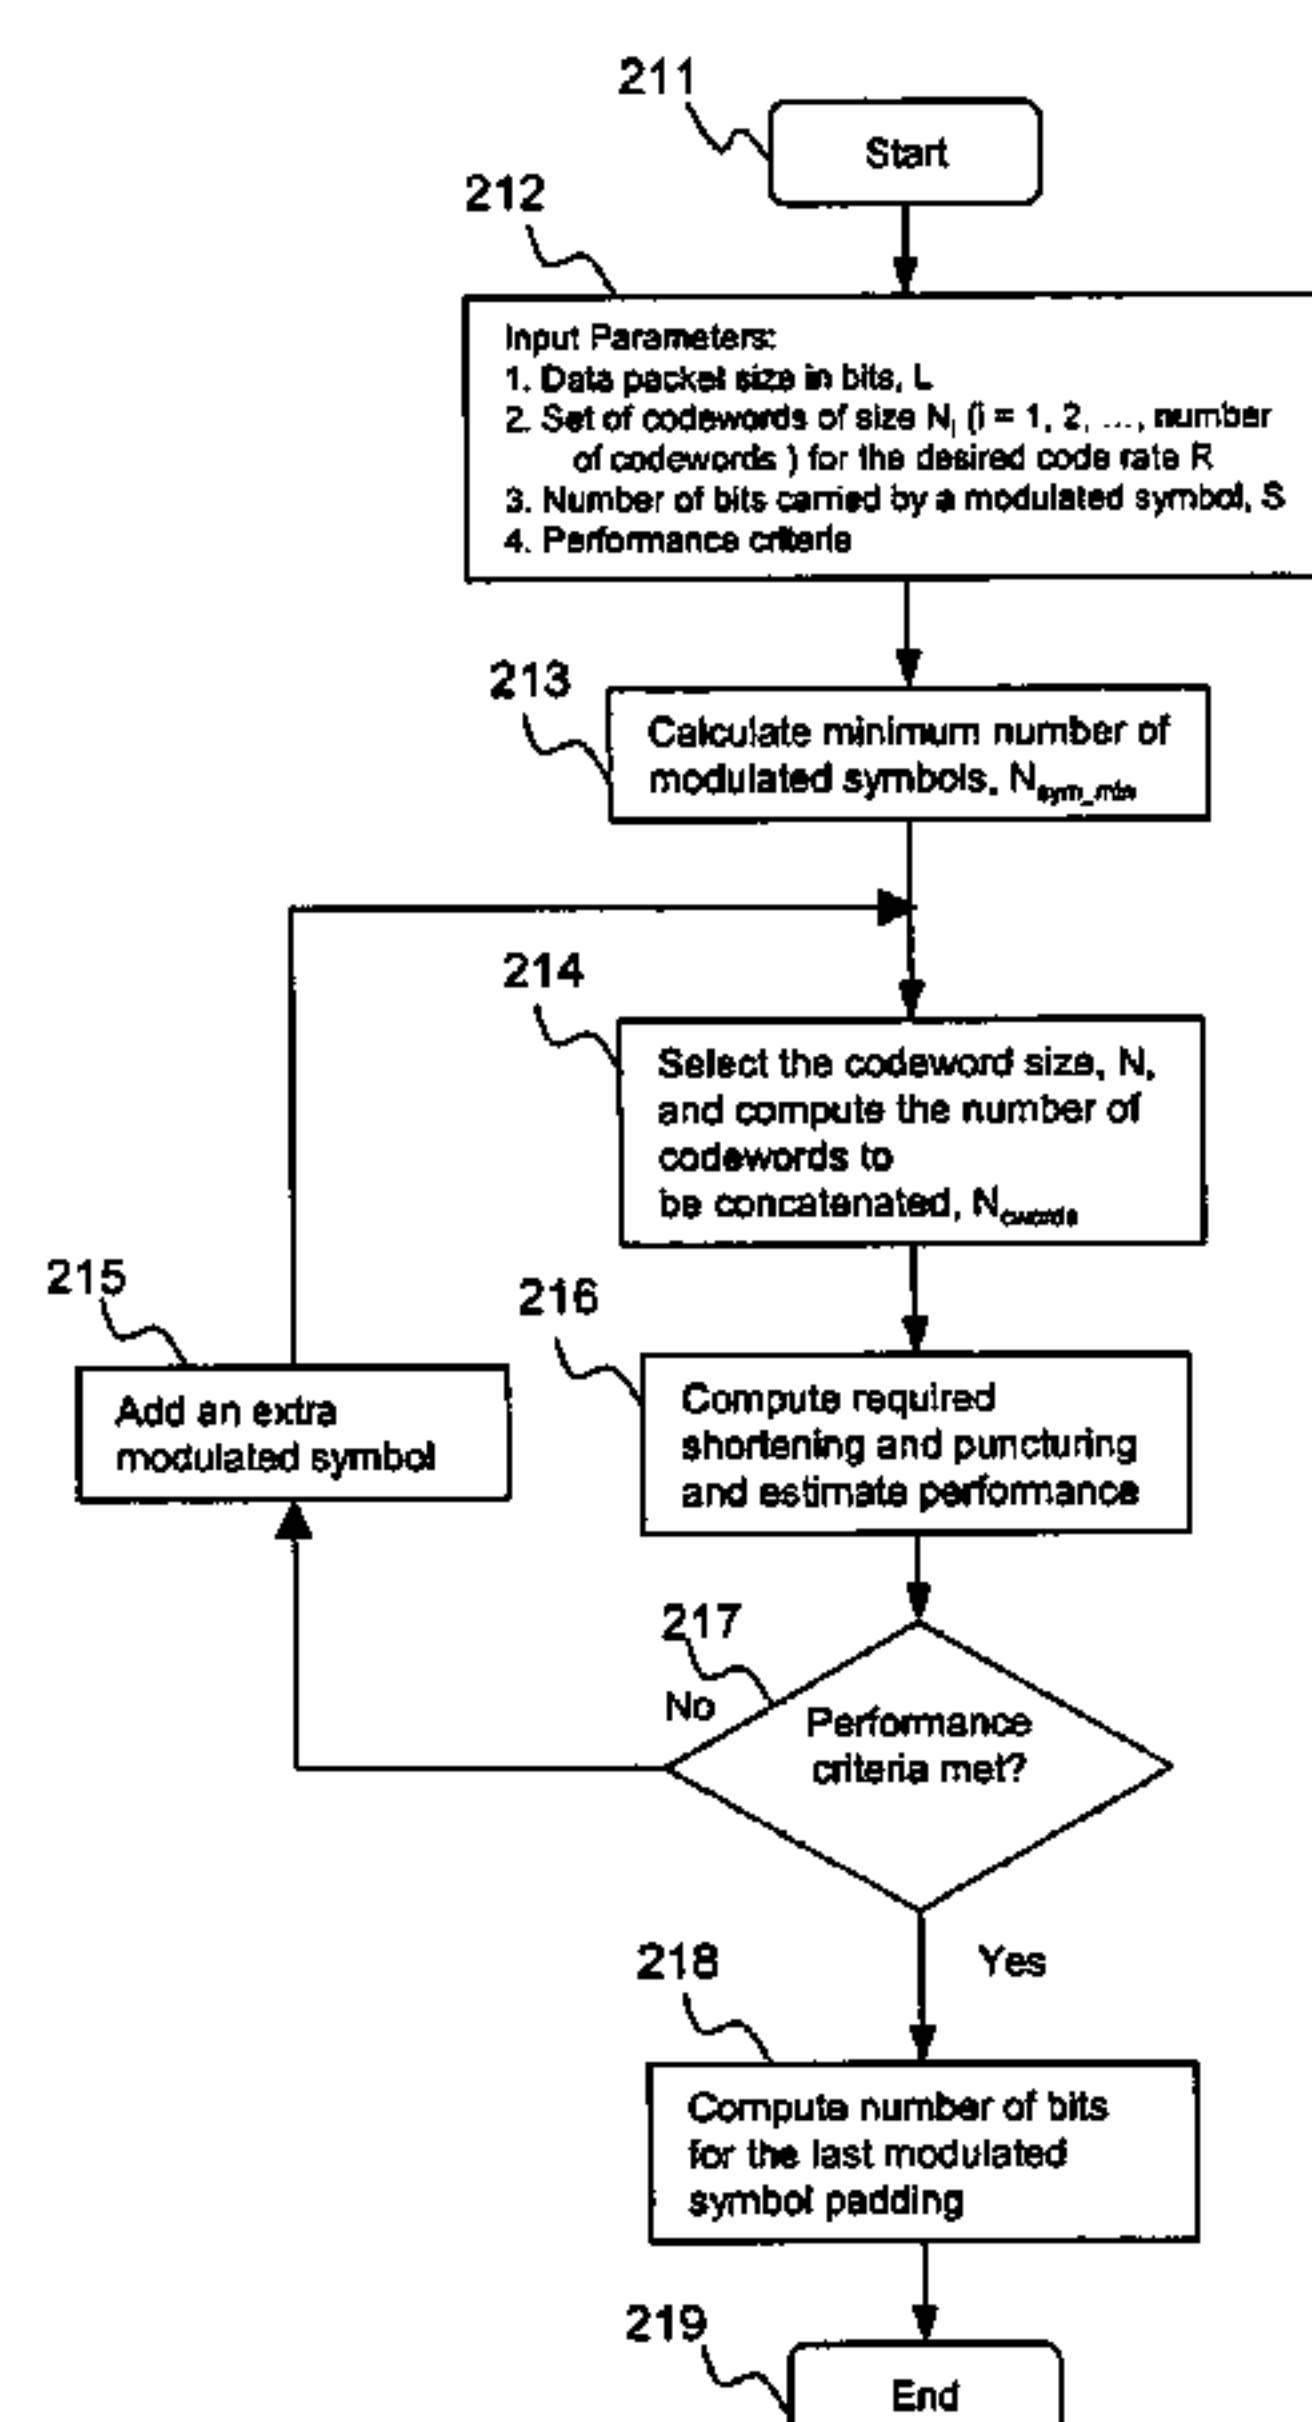 211
Start
212
Input Parameters:
1. Data packet size in bits, L
2. Set of codewords of size Ni (i = 1, 2, ..., number
of codewords ) for the desired code rate R
3. Number of bits carried by a modulated symbol, S
4. Performance criteria
213
Calculate minimum number of
modulated symbols, Nsym_min
214
Select the codeword size, N,
and compute the number of
codewords to
be concatenated, Ncwords
215
Add an extra
modulated symbol
216
Compute required
shortening and puncturing
and estimate performance
217
No
Performance
criteria met?
Yes
218
Compute number of bits
for the last modulated
symbol padding
219
End